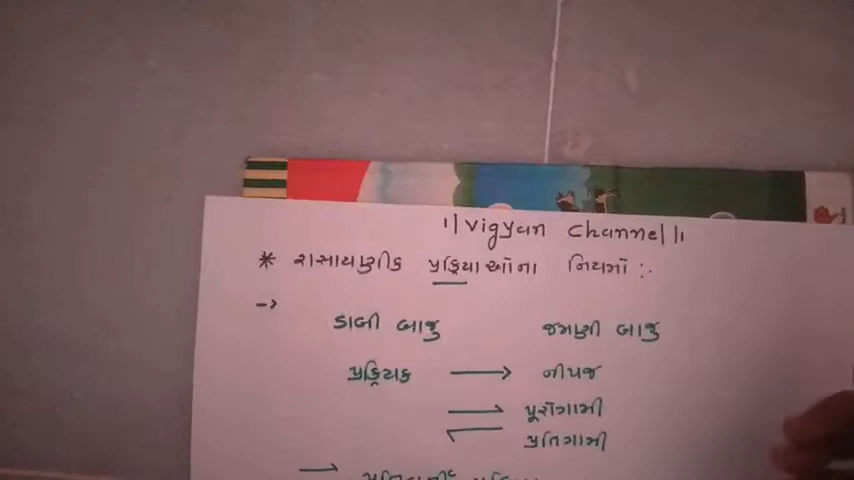 ||vigyan channel||
* રાસાયણીક પ્રક્રિયાઓના નિયમો :.
->
ડાબી બાજુ જમણી બાજુ
પ્રક્રિયક → નીપજ
⇌ પૂરોગામી
પ્રતિગામી
→